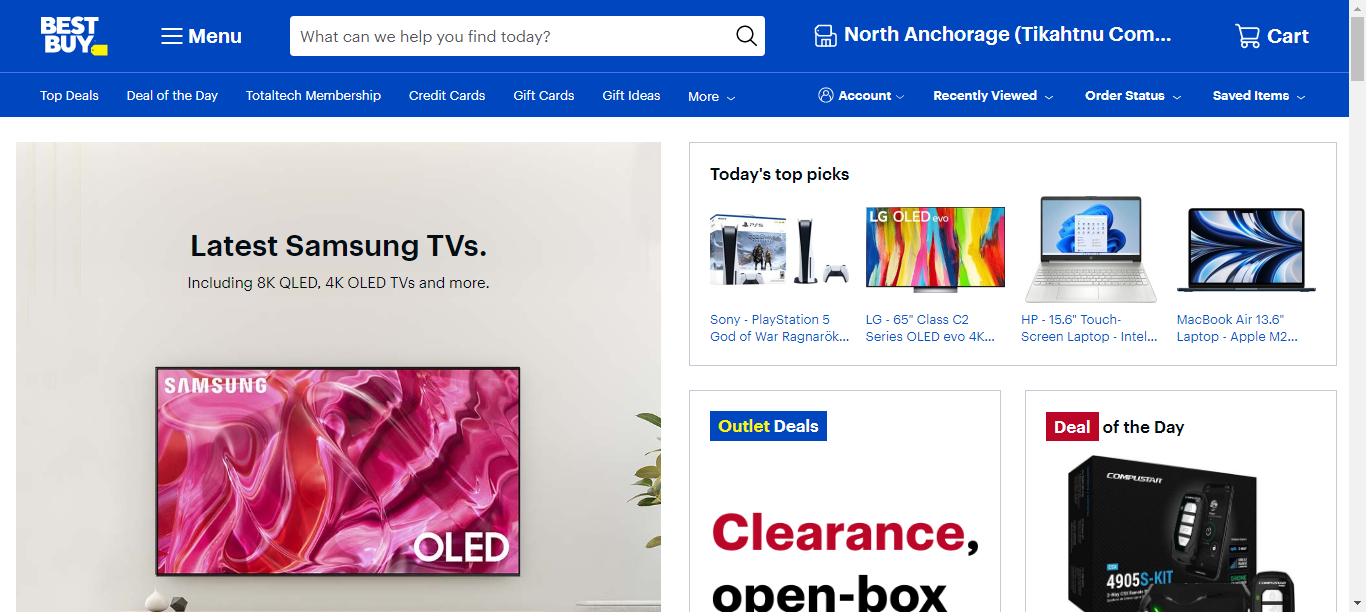 BEST
BUY
Menu
What can we help you find today?
North Anchorage (Tikahtnu Com...
Cart
Top Deals
Deal of the Day
Totaltech Membership
Credit Cards
Gift Cards
Gift Ideas
More
Account
Recently Viewed
Order Status
Saved Items
Latest Samsung TVs.
Including 8K QLED, 4K OLED TVs and more.
SAMSUNG
OLED
Today's top picks
LG OLED evo
Sony - PlayStation 5
God of War Ragnarök...
LG - 65" Class C2
Series OLED evo 4K...
HP - 15.6" Touch-
Screen Laptop - Intel...
MacBook Air 13.6"
Laptop - Apple M2...
Outlet Deals
Clearance,
open-box
Deal of the Day
COMPUSTAR
4905S-KIT
COMPUSTAR